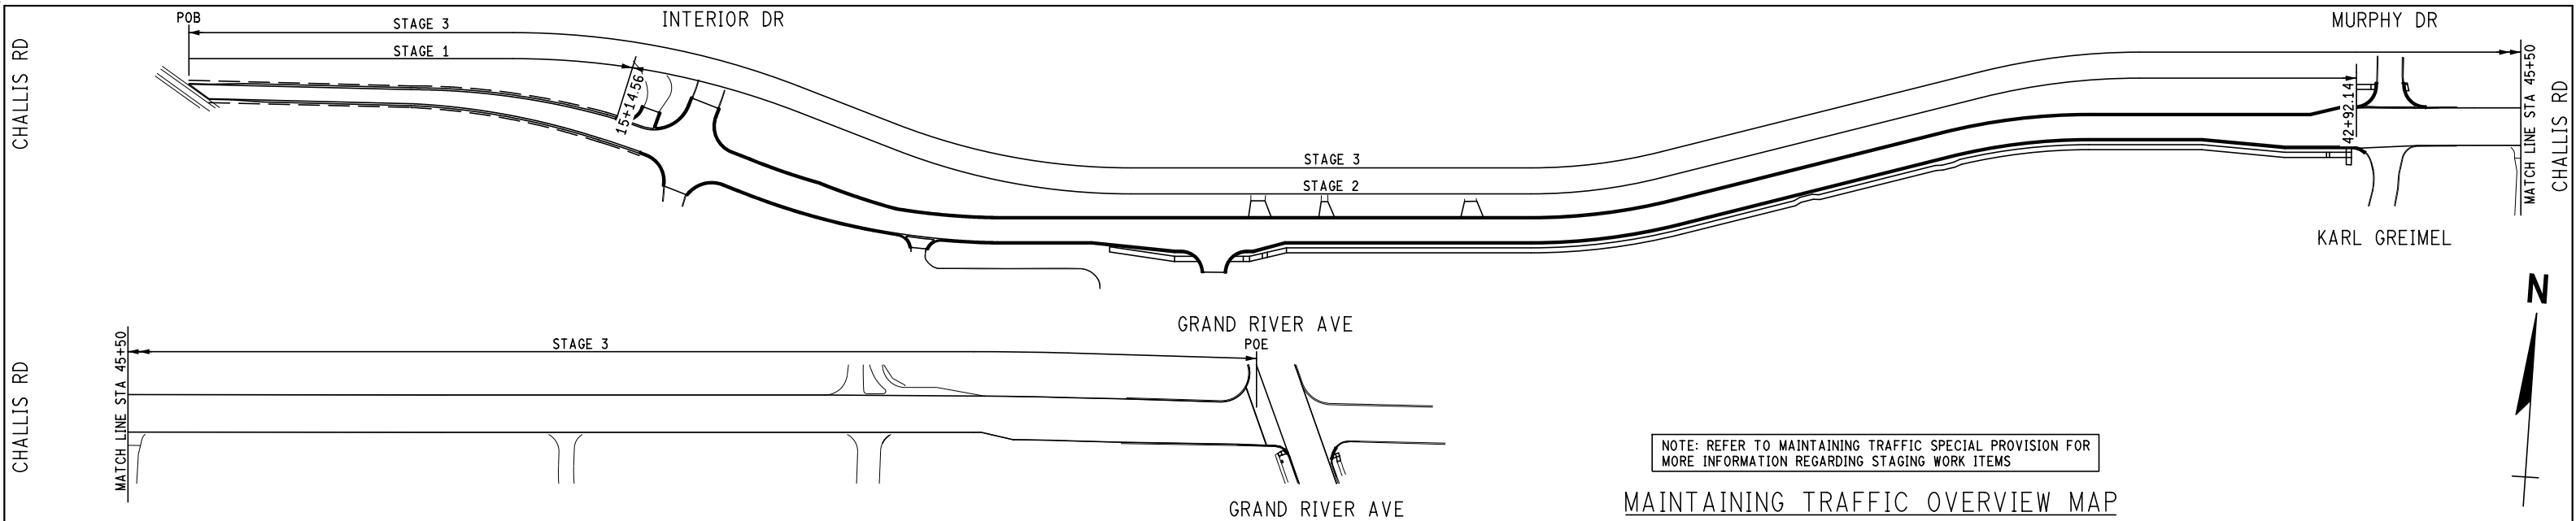 POB
STAGE 3
INTERIOR DR
MURPHY DR
STAGE 1
CHALLIS RD
15+14.56
STAGE 3
STAGE 2
42+92.14
MATCH LINE STA 45+50
CHALLIS RD
KARL GREIMEL
N
GRAND RIVER AVE
CHALLIS RD
MATCH LINE STA 45+50
STAGE 3
POE
GRAND RIVER AVE
NOTE: REFER TO MAINTAINING TRAFFIC SPECIAL PROVISION FOR
MORE INFORMATION REGARDING STAGING WORK ITEMS
MAINTAINING TRAFFIC OVERVIEW MAP